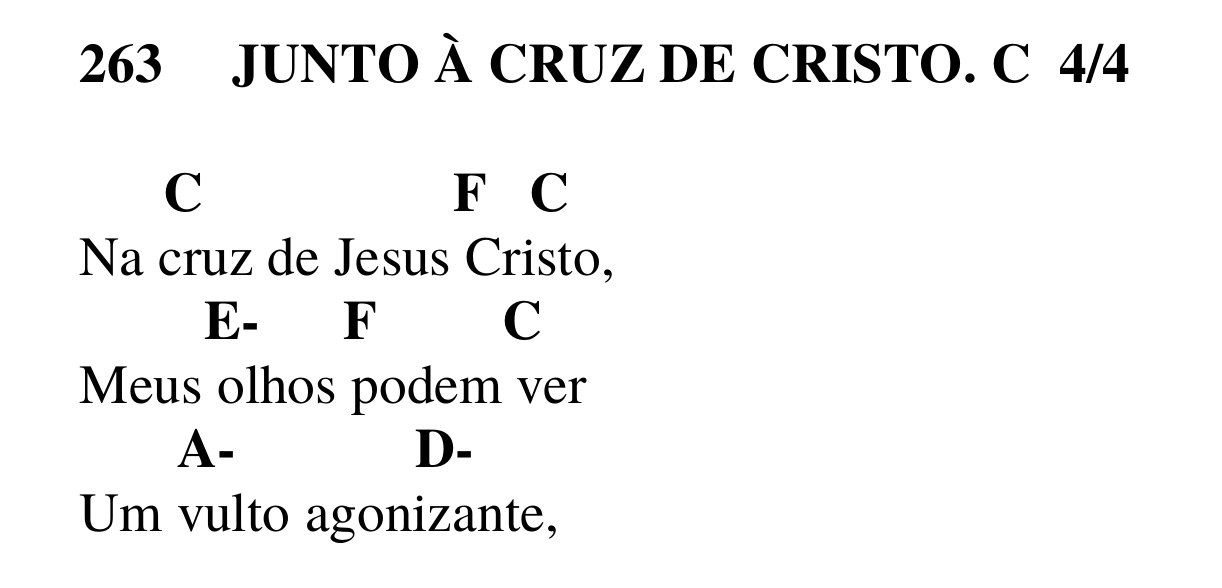 263 JUNTO À CRUZ DE CRISTO. C 4/4
C F C
Na cruz de Jesus Cristo,
E- F C
Meus olhos podem ver
A- D-
Um vulto agonizante,